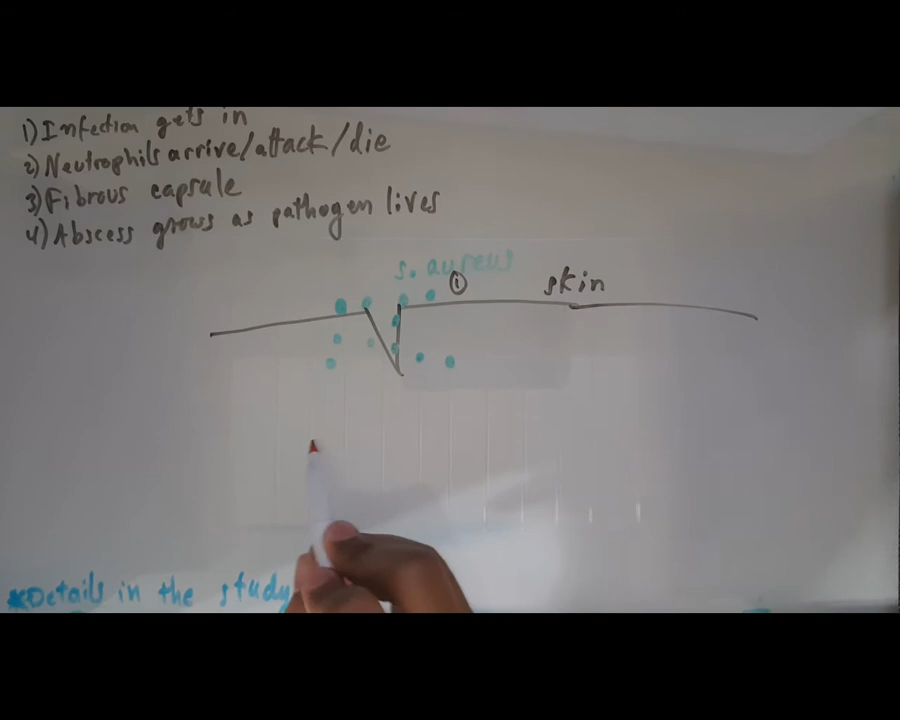 1) Infection gets in
2) Neutrophils arrive/attack/die
3) Fibrous capsule
4) Abscess grows as pathogen lives
s. aureus
① skin
*Details in the study